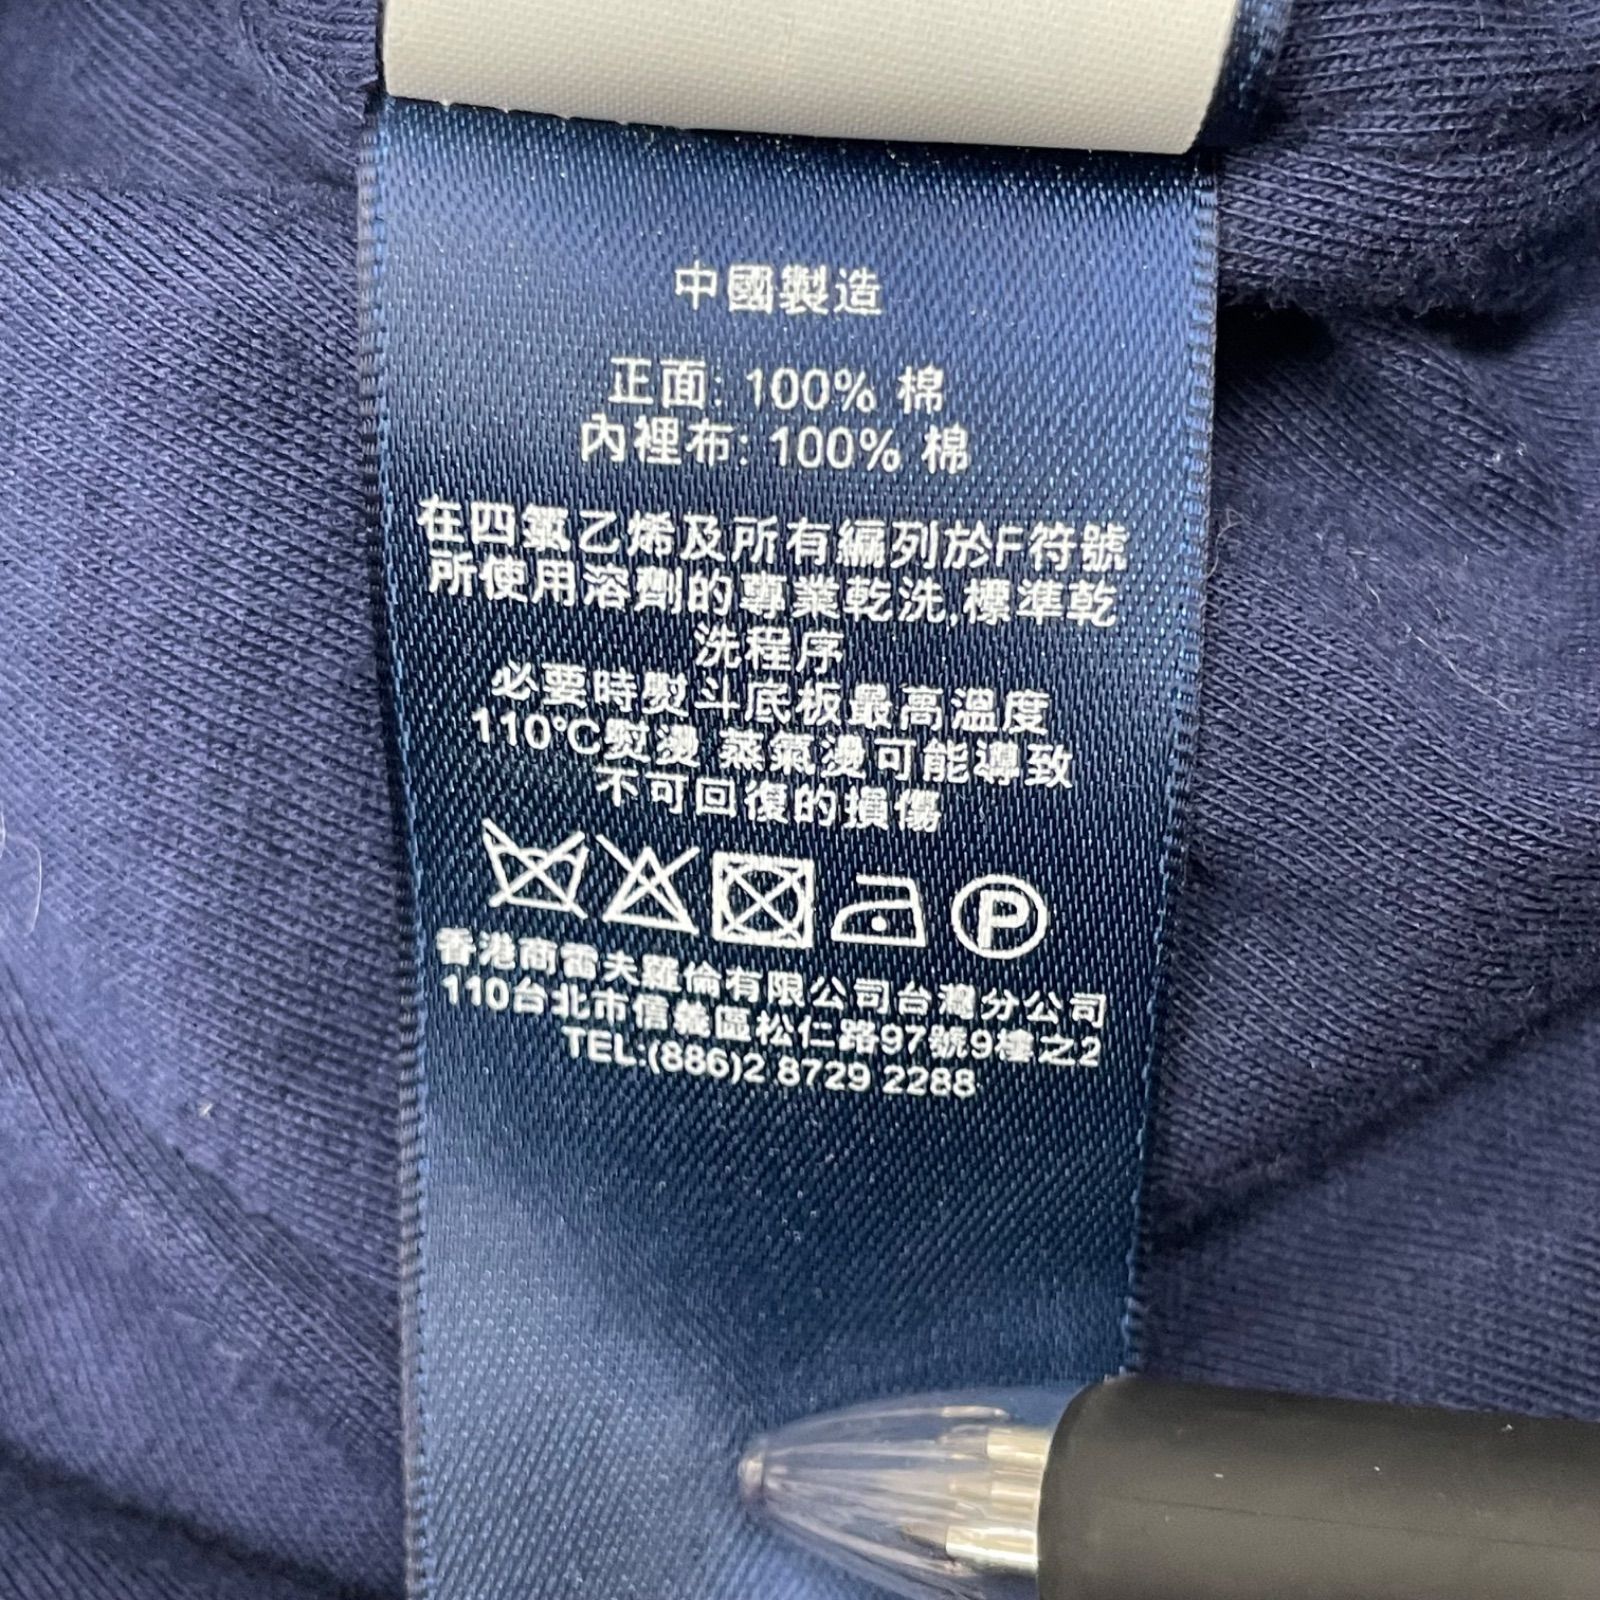 中國製造
正面: 100% 棉
內裡布: 100% 棉
在四氯乙烯及所有編列於F符號
所使用溶劑的專業乾洗,標準乾
洗程序
必要時熨斗底板最高溫度
110°C熨燙 蒸氣燙可能導致
不可回復的損傷
P
香港商雷夫羅倫有限公司台灣分公司
110台北市信義區松仁路97號9樓之2
TEL:(886)2 8729 2288